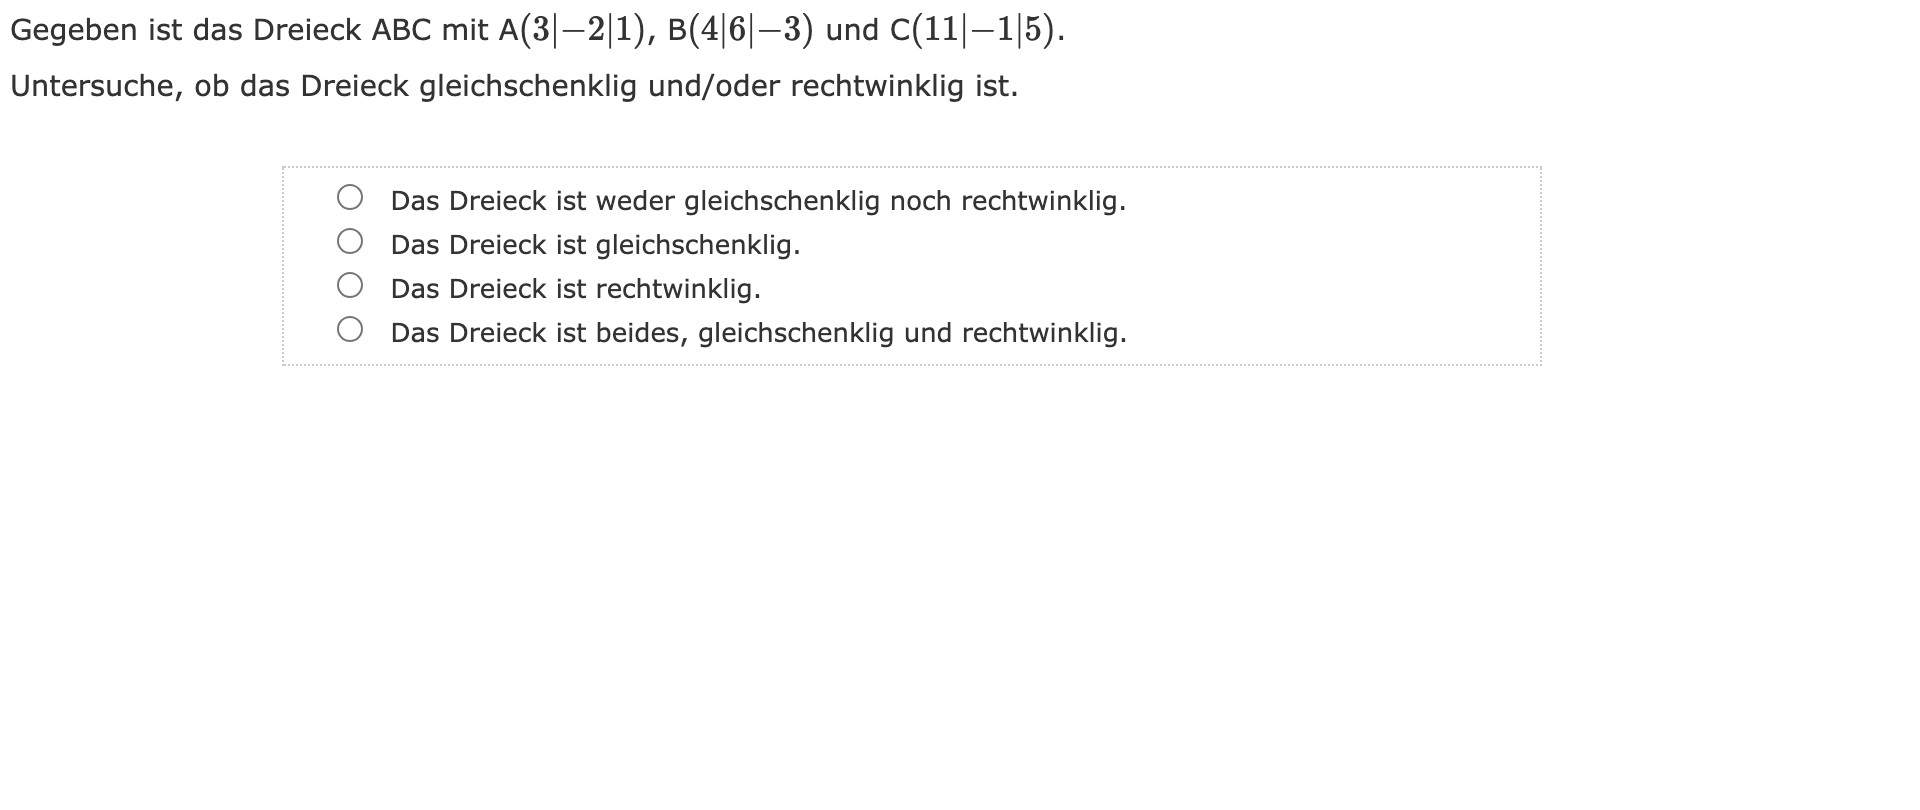 Gegeben ist das Dreieck ABC mit A(3|−2|1), B(4|6|−3) und C(11|−1|5).
Untersuche, ob das Dreieck gleichschenklig und/oder rechtwinklig ist.
Das Dreieck ist weder gleichschenklig noch rechtwinklig.
Das Dreieck ist gleichschenklig.
Das Dreieck ist rechtwinklig.
Das Dreieck ist beides, gleichschenklig und rechtwinklig.